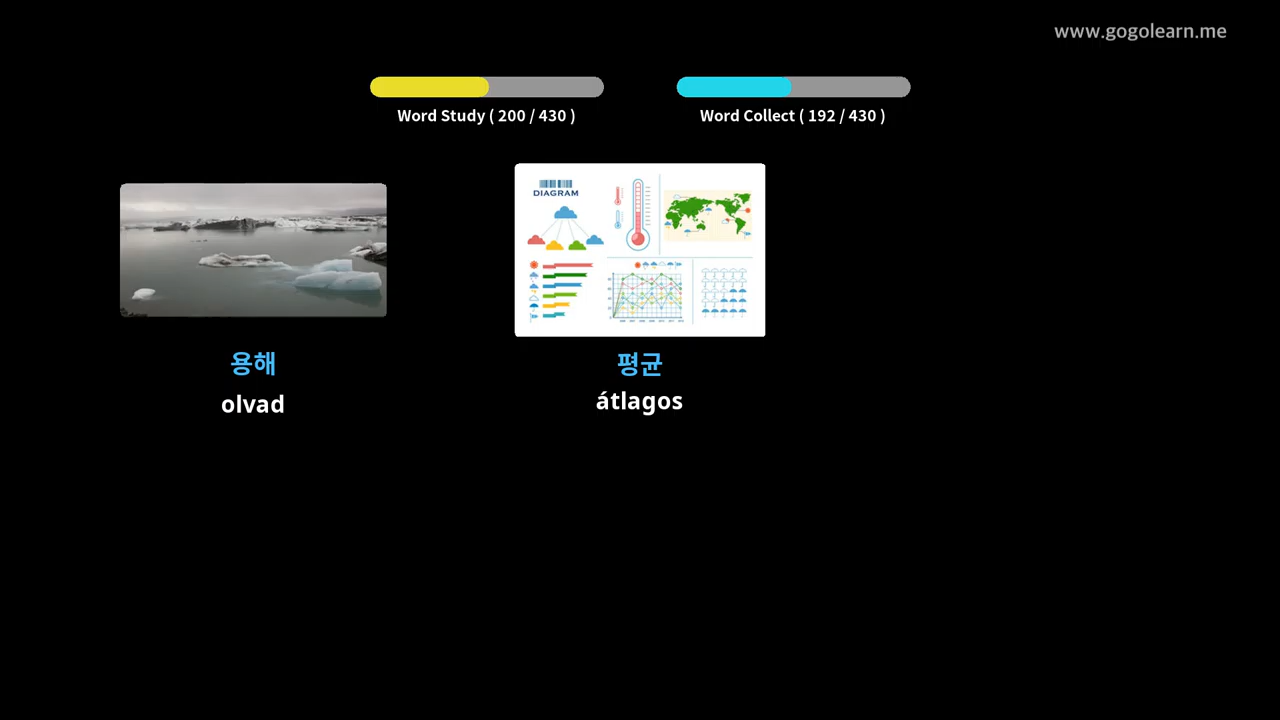 www.gogolearn.me
Word Study ( 200 / 430 )
Word Collect ( 192 / 430 )
DIAGRAM
용해
olvad
평균
átlagos